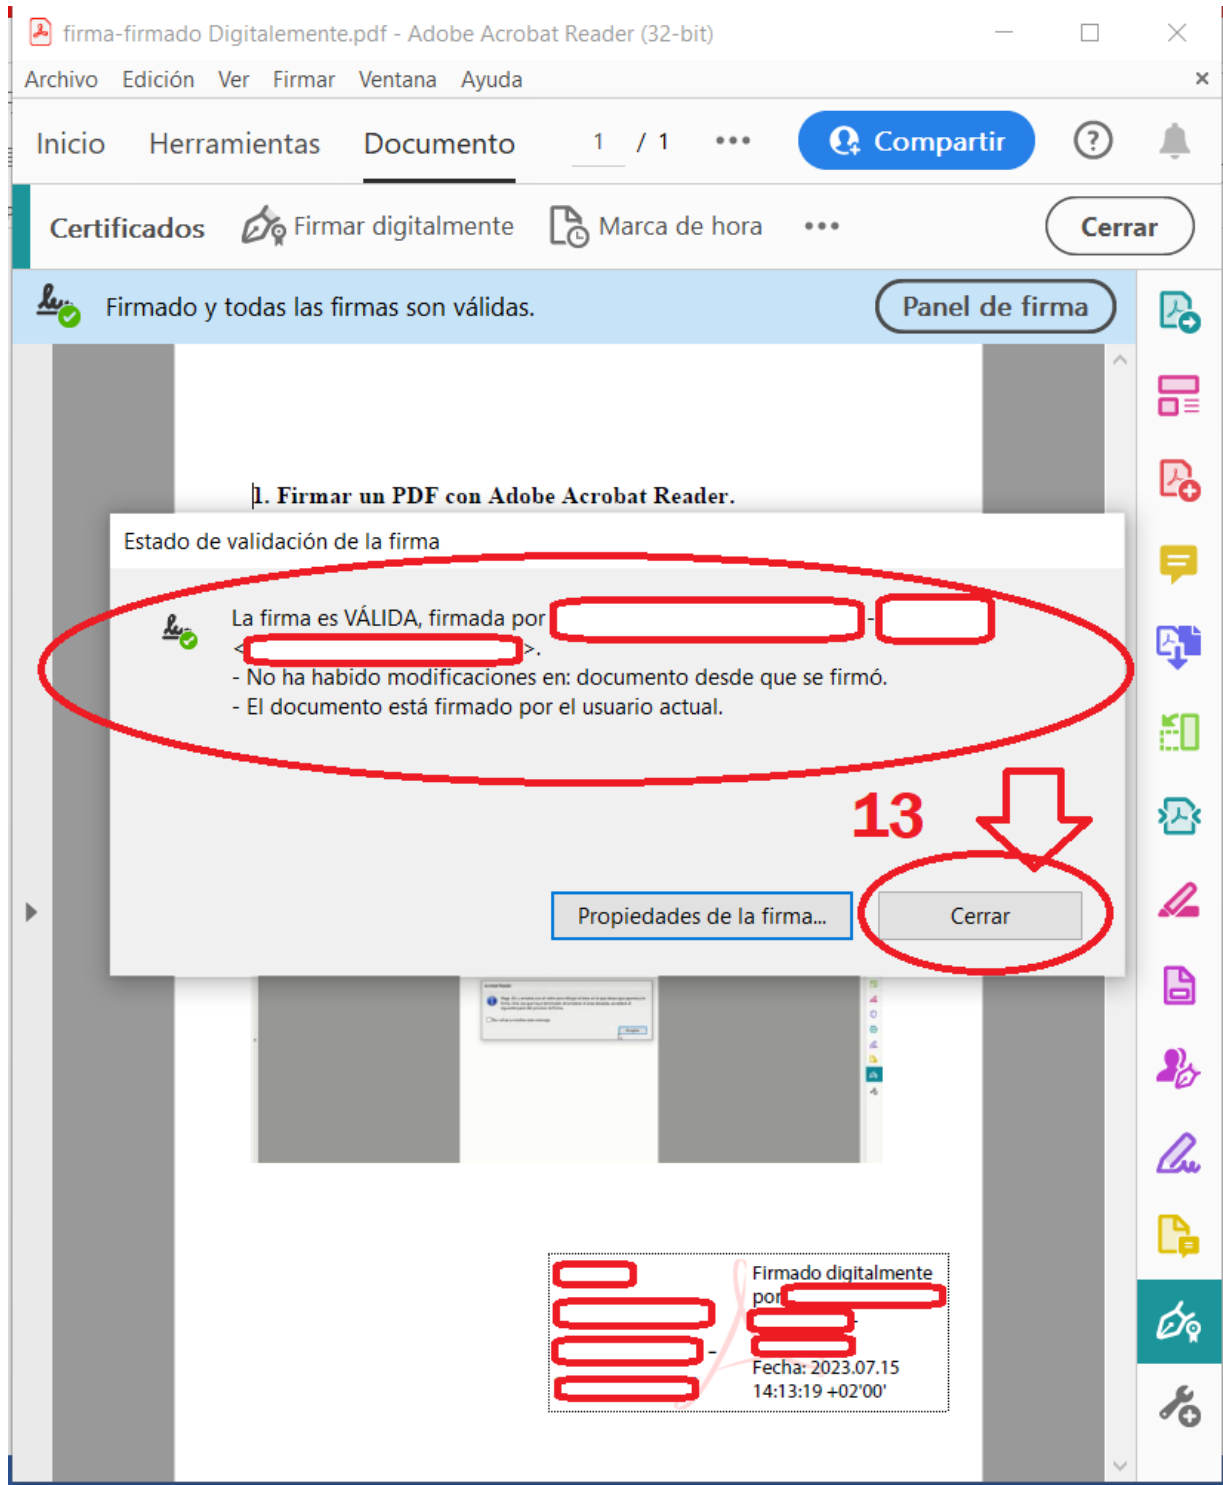 firma-firmado Digitalemente.pdf - Adobe Acrobat Reader (32-bit)
Archivo Edición Ver Firmar Ventana Ayuda
Inicio Herramientas Documento 1 / 1 ••• Compartir ?
Certificados Firmar digitalmente Marca de hora ••• Cerrar
Firmado y todas las firmas son válidas. Panel de firma
1. Firmar un PDF con Adobe Acrobat Reader.
Estado de validación de la firma
La firma es VÁLIDA, firmada por -
< >.
- No ha habido modificaciones en: documento desde que se firmó.
- El documento está firmado por el usuario actual.
13
Propiedades de la firma... Cerrar
Firmado digitalmente
por
-
-
Fecha: 2023.07.15
14:13:19 +02'00'